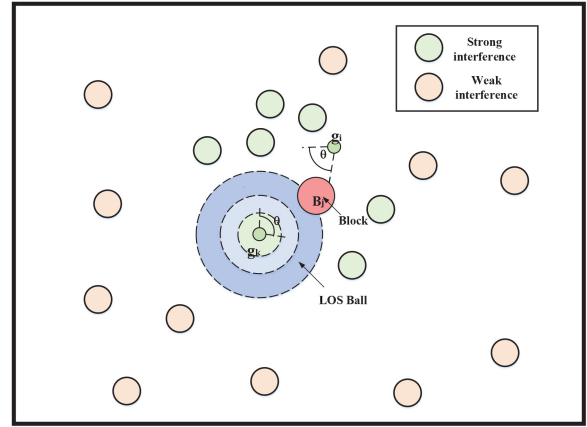 Strong
interference
Weak
interference
gi
θ
Bj
Block
θ
gk
LOS Ball